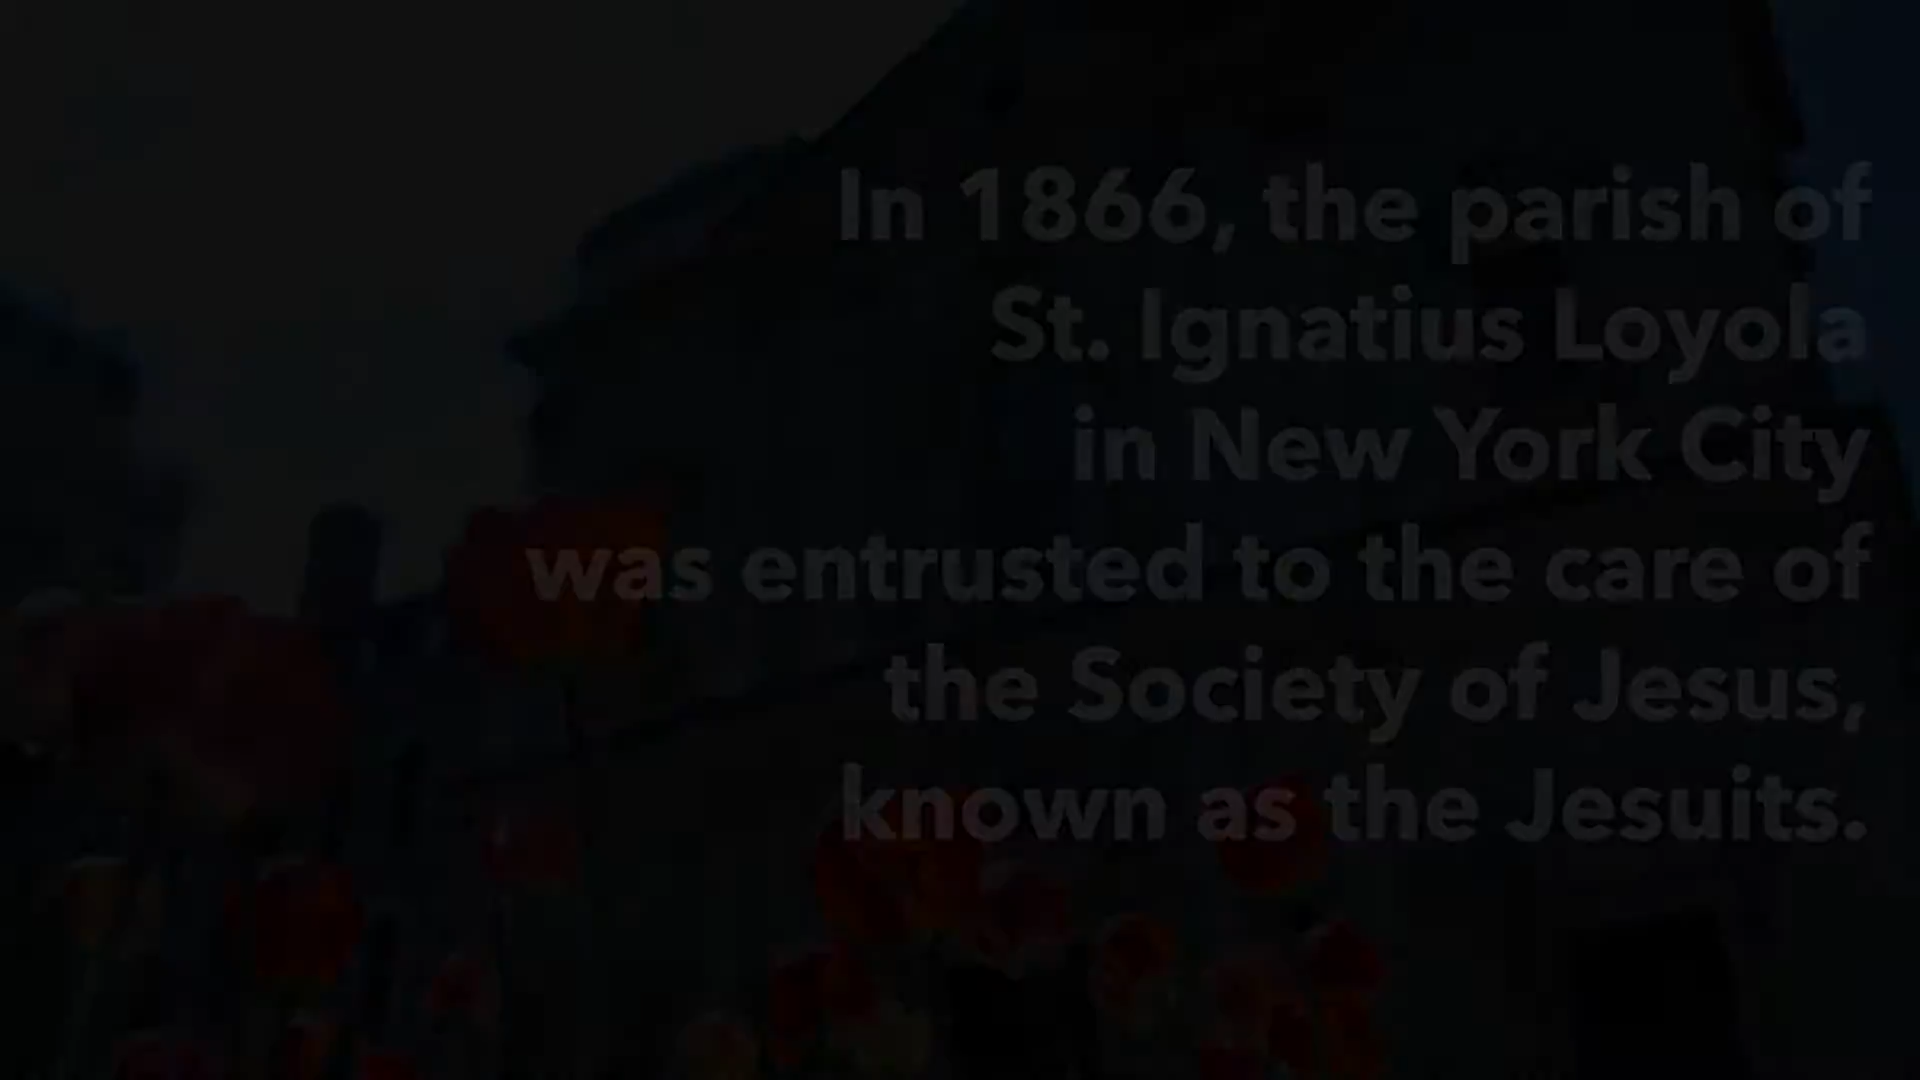 In 1866, the parish of
St. Ignatius Loyola
in New York City
was entrusted to the care of
the Society of Jesus,
known as the Jesuits.